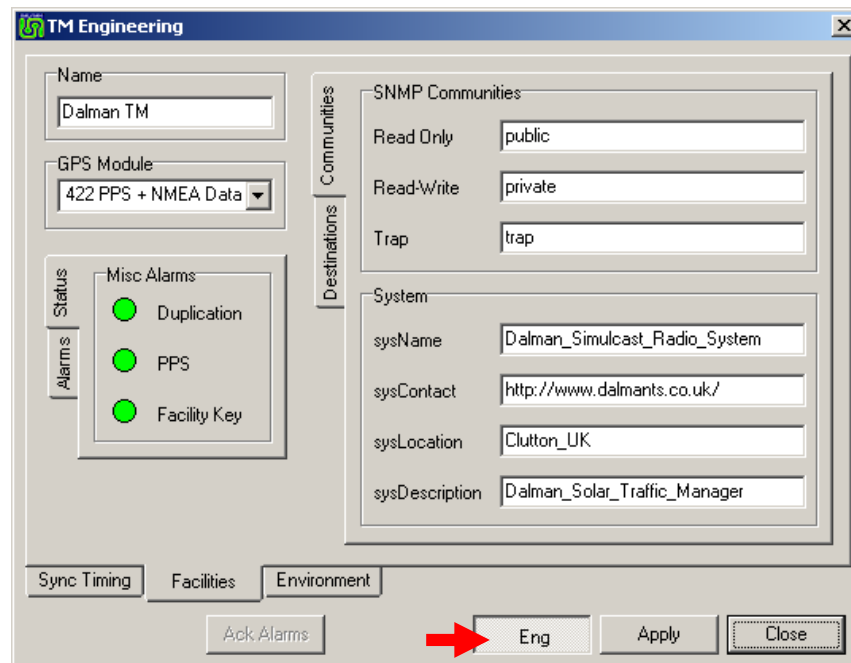 TM Engineering
Name
Dalman TM
GPS Module
422 PPS + NMEA Data
Status
Alarms
Misc Alarms
Duplication
PPS
Facility Key
Communities
Destinations
SNMP Communities
Read Only public
Read-Write private
Trap trap
System
sysName Dalman_Simulcast_Radio_System
sysContact http://www.dalmants.co.uk/
sysLocation Clutton_UK
sysDescription Dalman_Solar_Traffic_Manager
Sync Timing Facilities Environment
Ack Alarms Eng Apply Close